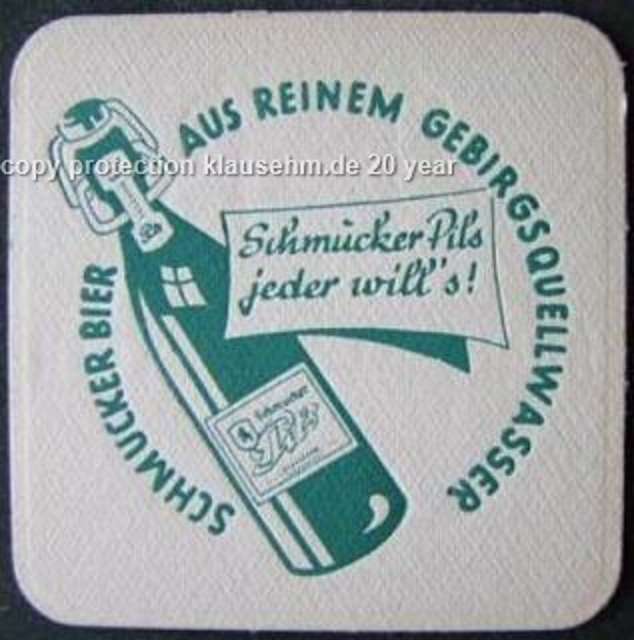 SCHMUCKER BIER
AUS REINEM GEBIRGSQUELLWASSER
copy protection klausehm.de 20 year
Schmucker Pils
jeder will's!
Schmucker
Pils